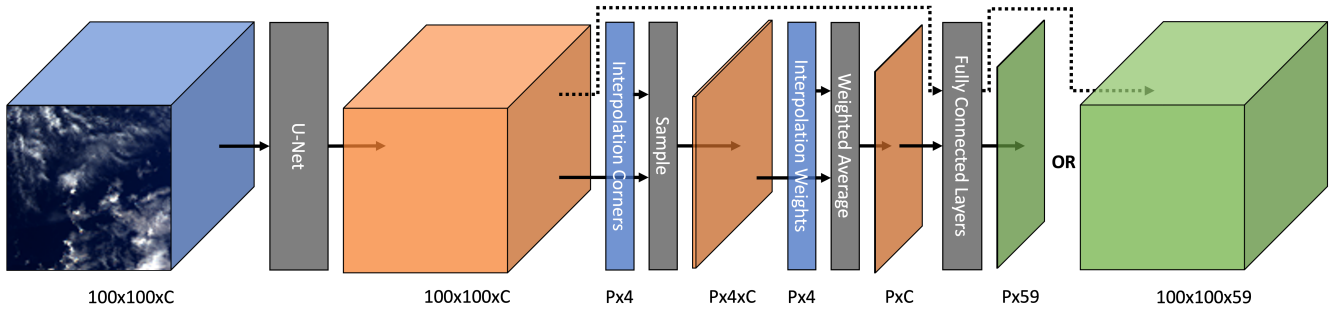 U-Net
Interpolation Corners
Sample
Interpolation Weights
Weighted Average
Fully Connected Layers
OR
100x100xC
100x100xC
Px4
Px4xC
Px4
PxC
Px59
100x100x59